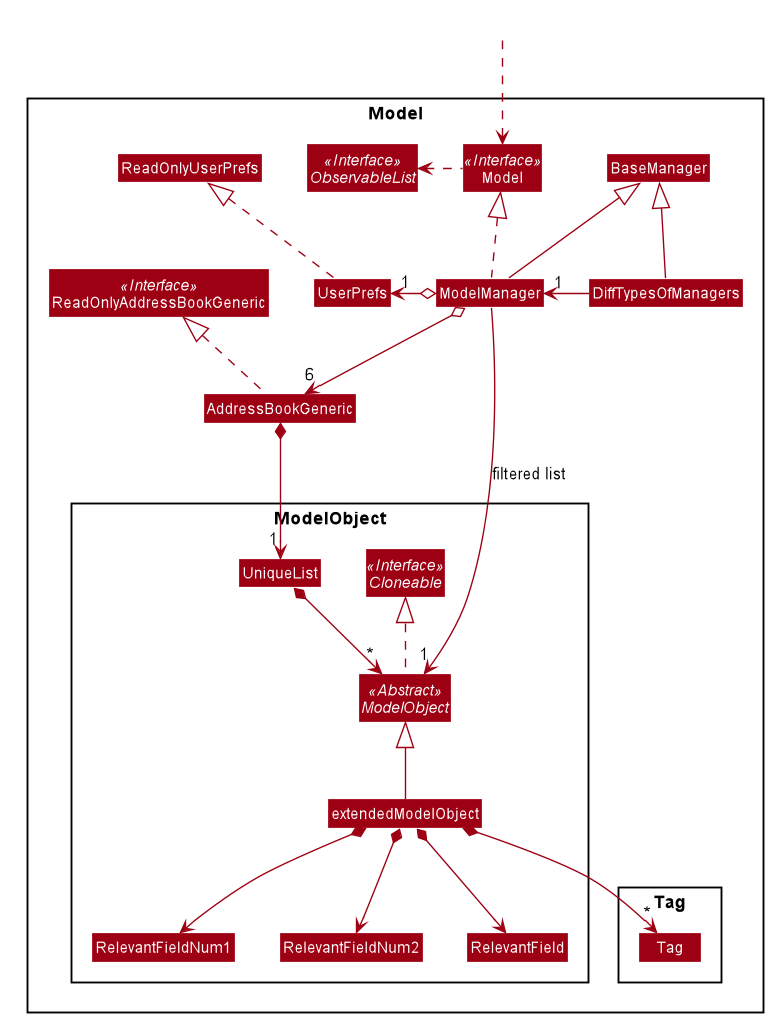 Model
ReadOnlyUserPrefs
«Interface»
ObservableList
«Interface»
Model
BaseManager
«Interface»
ReadOnlyAddressBookGeneric
UserPrefs
1
ModelManager
1
DiffTypesOfManagers
6
AddressBookGeneric
filtered list
ModelObject
1
UniqueList
«Interface»
Cloneable
*
1
«Abstract»
ModelObject
extendedModelObject
Tag
*
RelevantFieldNum1
RelevantFieldNum2
RelevantField
Tag